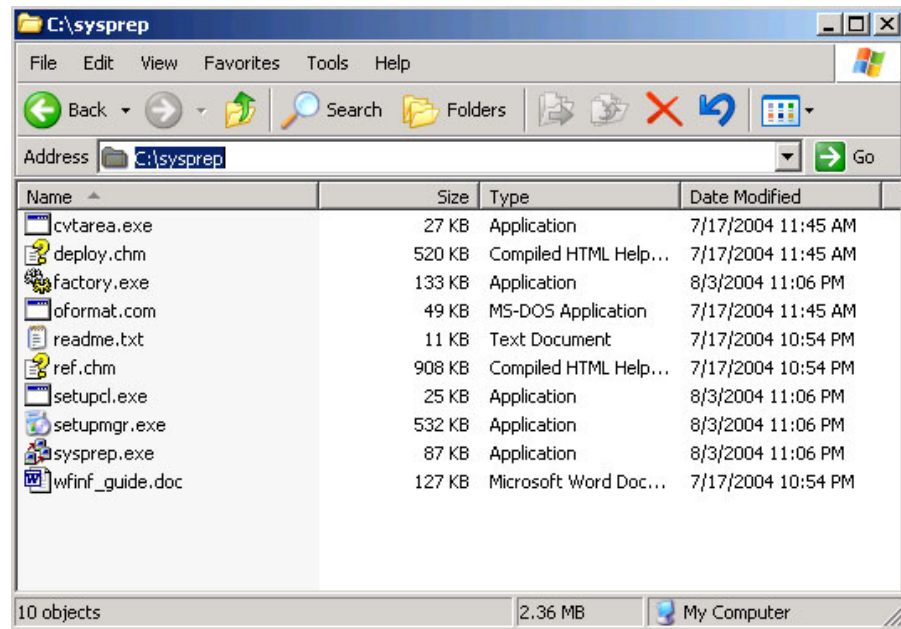 C:\sysprep
File Edit View Favorites Tools Help
Back Search Folders
Address C:\sysprep Go
Name Size Type Date Modified
cvtarea.exe 27 KB Application 7/17/2004 11:45 AM
deploy.chm 520 KB Compiled HTML Help... 7/17/2004 11:45 AM
factory.exe 133 KB Application 8/3/2004 11:06 PM
oformat.com 49 KB MS-DOS Application 7/17/2004 11:45 AM
readme.txt 11 KB Text Document 7/17/2004 10:54 PM
ref.chm 908 KB Compiled HTML Help... 7/17/2004 10:54 PM
setupcl.exe 25 KB Application 8/3/2004 11:06 PM
setupmgr.exe 532 KB Application 8/3/2004 11:06 PM
sysprep.exe 87 KB Application 8/3/2004 11:06 PM
wfinf_guide.doc 127 KB Microsoft Word Doc... 7/17/2004 10:54 PM
10 objects 2.36 MB My Computer